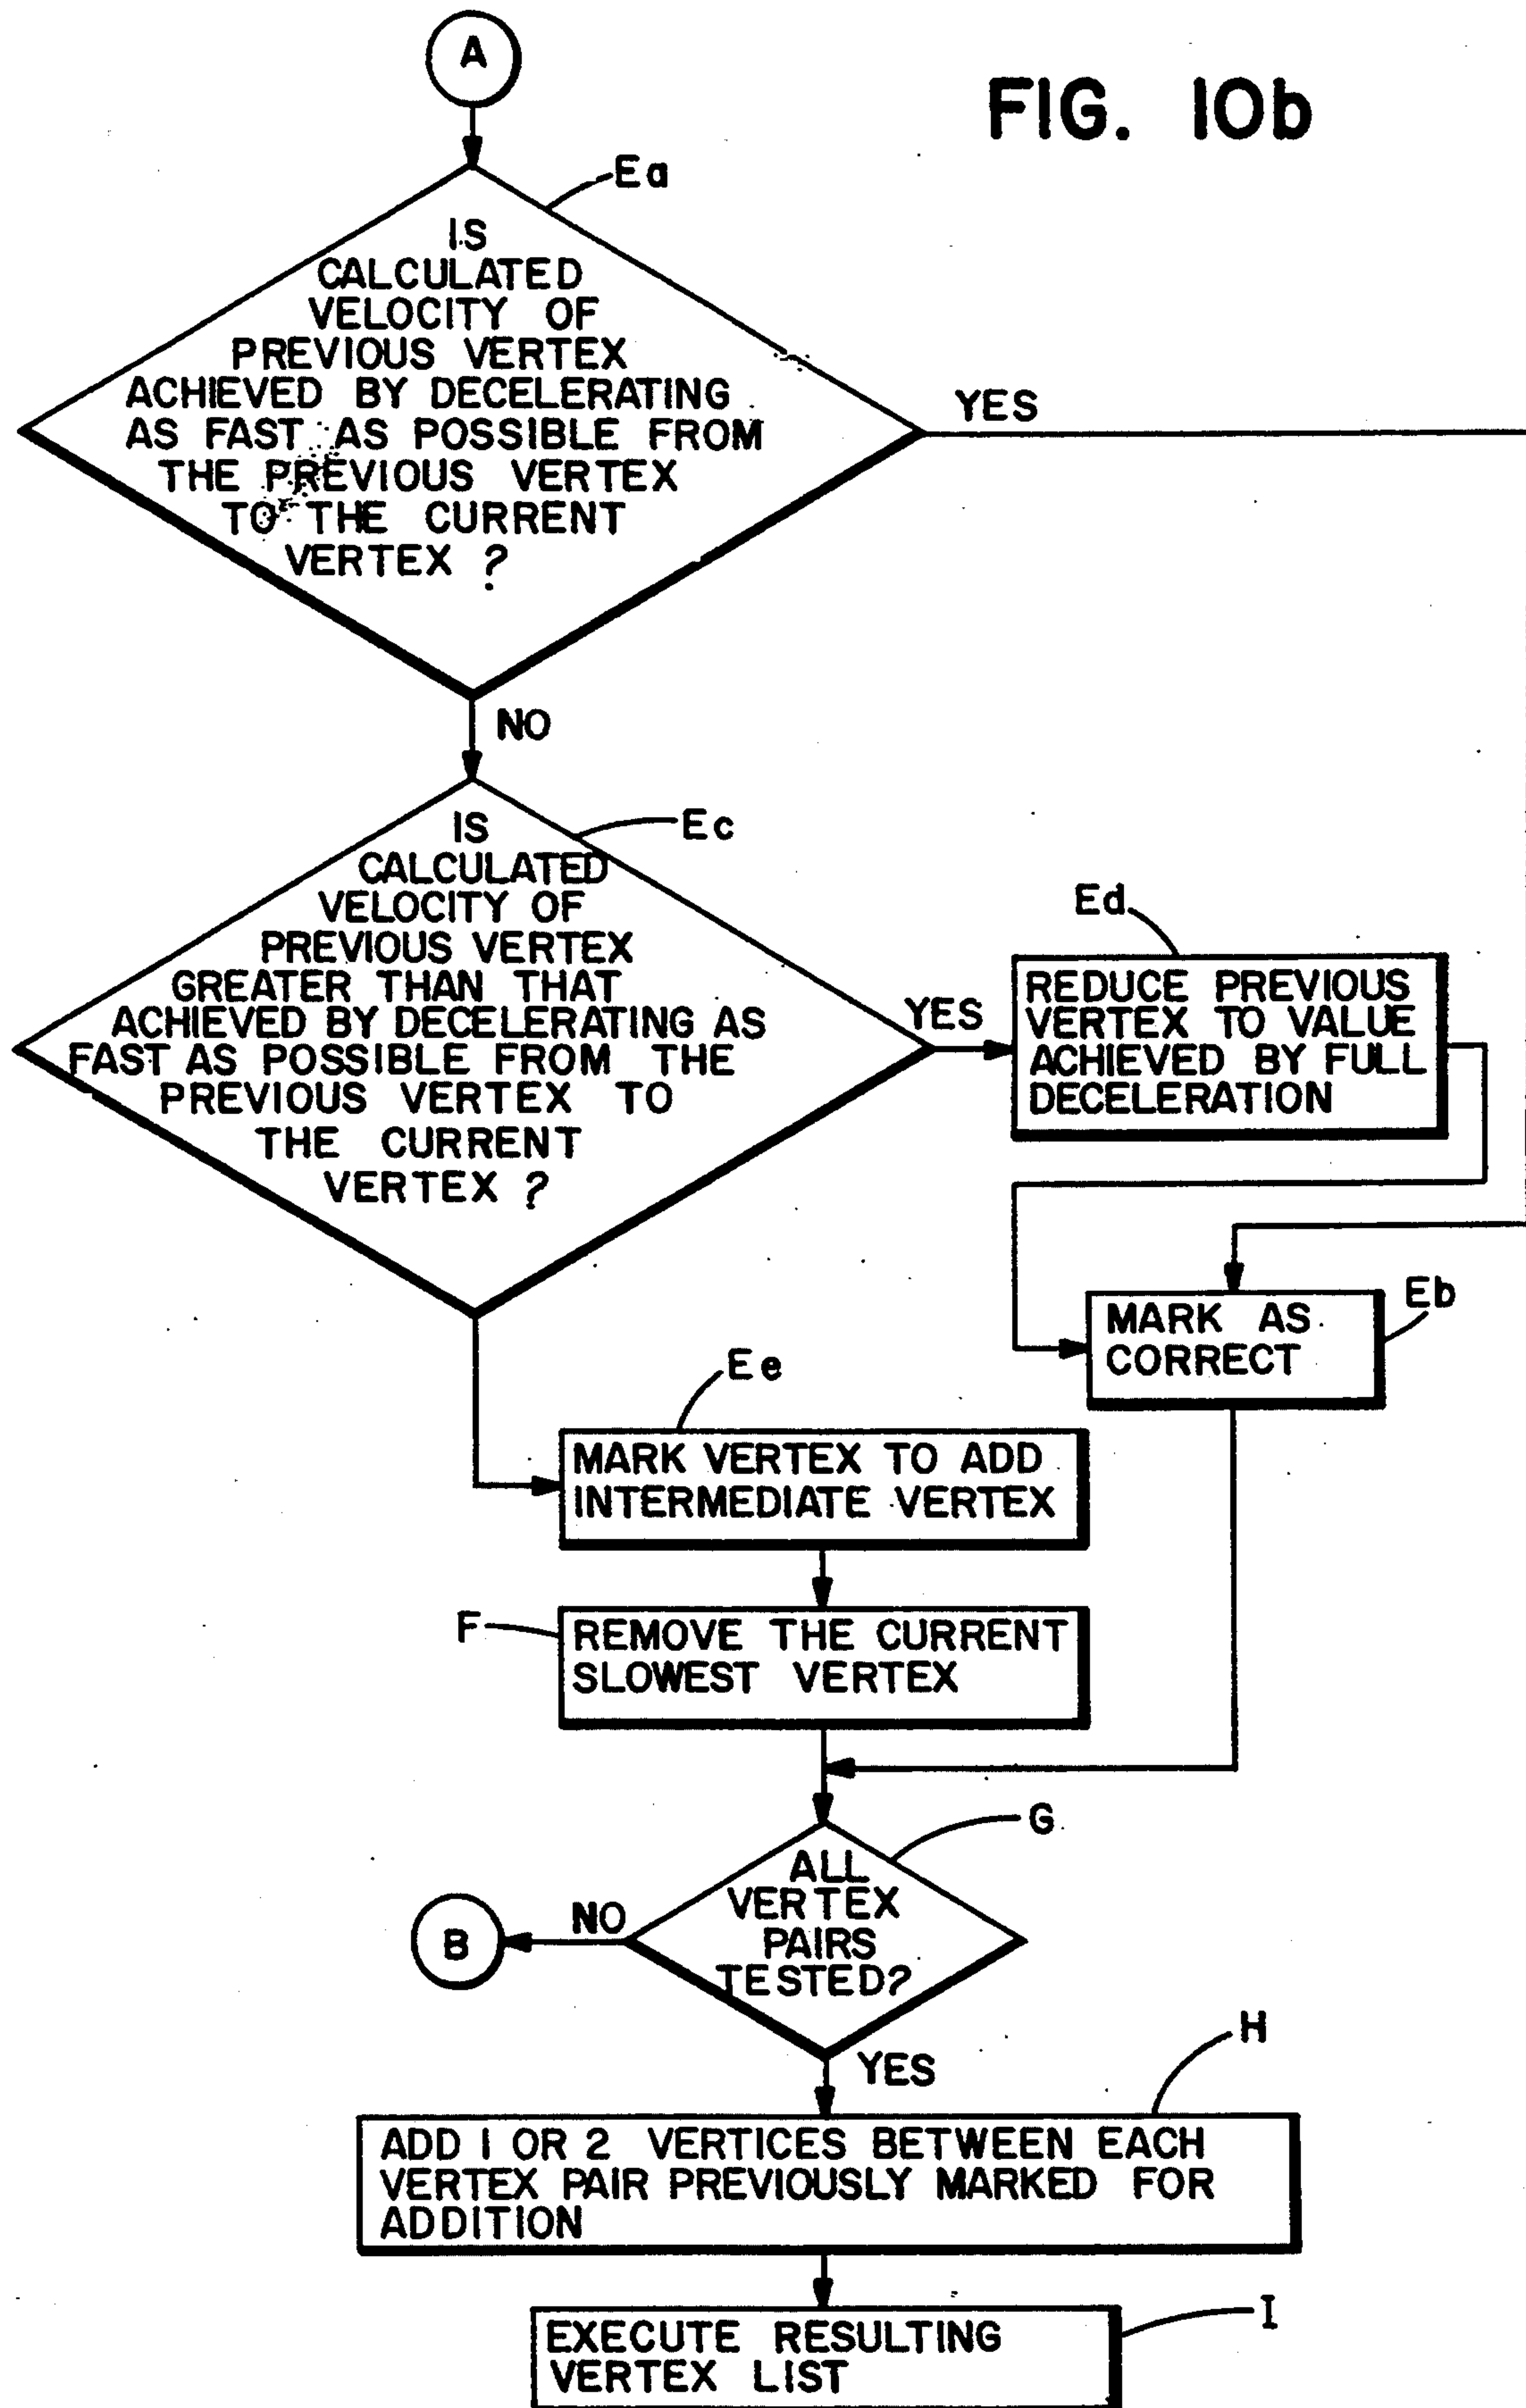 A
FIG. 10b
Ea
IS
CALCULATED
VELOCITY OF
PREVIOUS VERTEX
ACHIEVED BY DECELERATING
AS FAST AS POSSIBLE FROM
THE PREVIOUS VERTEX
TO THE CURRENT
VERTEX ?
YES
NO
Ec
IS
CALCULATED
VELOCITY OF
PREVIOUS VERTEX
GREATER THAN THAT
ACHIEVED BY DECELERATING AS
FAST AS POSSIBLE FROM THE
PREVIOUS VERTEX TO
THE CURRENT
VERTEX ?
YES
Ed
REDUCE PREVIOUS
VERTEX TO VALUE
ACHIEVED BY FULL
DECELERATION
Eb
MARK AS
CORRECT
Ee
MARK VERTEX TO ADD
INTERMEDIATE VERTEX
F
REMOVE THE CURRENT
SLOWEST VERTEX
G
ALL
VERTEX
PAIRS
TESTED?
NO
B
YES
H
ADD 1 OR 2 VERTICES BETWEEN EACH
VERTEX PAIR PREVIOUSLY MARKED FOR
ADDITION
I
EXECUTE RESULTING
VERTEX LIST